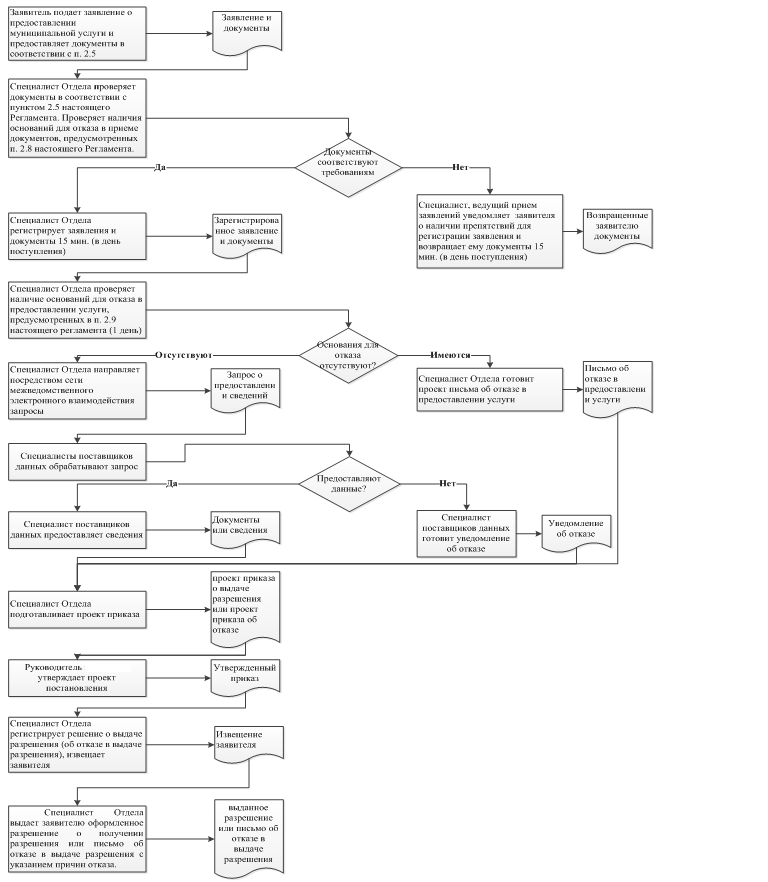 Заявитель подает заявление о
предоставлении
муниципальной услуги и
предоставляет документы в
соответствии с п. 2.5
Заявление и
документы
Специалист Отдела проверяет
документы в соответствии с
пунктом 2.5 настоящего
Регламента. Проверяет наличия
оснований для отказа в приеме
документов, предусмотренных
п. 2.8 настоящего Регламента.
Документы
соответствуют
требованиям
Да
Нет
Специалист Отдела
регистрирует заявления и
документы 15 мин. (в день
поступления)
Зарегистрирова
нное заявление
и документы
Специалист, ведущий прием
заявлений уведомляет заявителя
о наличии препятствий для
регистрации заявления и
возвращает ему документы 15
мин. (в день поступления)
Возвращенные
заявителю
документы
Специалист Отдела проверяет
наличие оснований для отказа в
предоставлении услуги,
предусмотренных в п. 2.9
настоящего регламента (1 день)
Основания для
отказа
отсутствуют?
Отсутствуют
Имеются
Специалист Отдела направляет
посредством сети
межведомственного
электронного взаимодействия
запросы
Запрос о
предоставлени
и сведений
Специалист Отдела готовит
проект письма об отказе в
предоставлении услуги
Письмо об
отказе в
предоставлени
и услуги
Специалисты поставщиков
данных обрабатывают запрос
Предоставляют
данные?
Да
Нет
Специалист поставщиков
данных предоставляет сведения
Документы
или сведения
Специалист
поставщиков данных
готовит уведомление
об отказе
Уведомление
об отказе
Специалист Отдела
подготавливает проект приказа
проект приказа
о выдаче
разрешения
или проект
приказа об
отказе
Руководитель
утверждает проект
постановления
Утвержденный
приказ
Специалист Отдела
регистрирует решение о выдаче
разрешения (об отказе в выдаче
разрешения), извещает
заявителя
Извещение
заявителя
Специалист Отдела
выдает заявителю оформленное
разрешение о получении
разрешения или письмо об
отказе в выдаче разрешения с
указанием причин отказа.
выданное
разрешение
или письмо об
отказе в
выдаче
разрешения